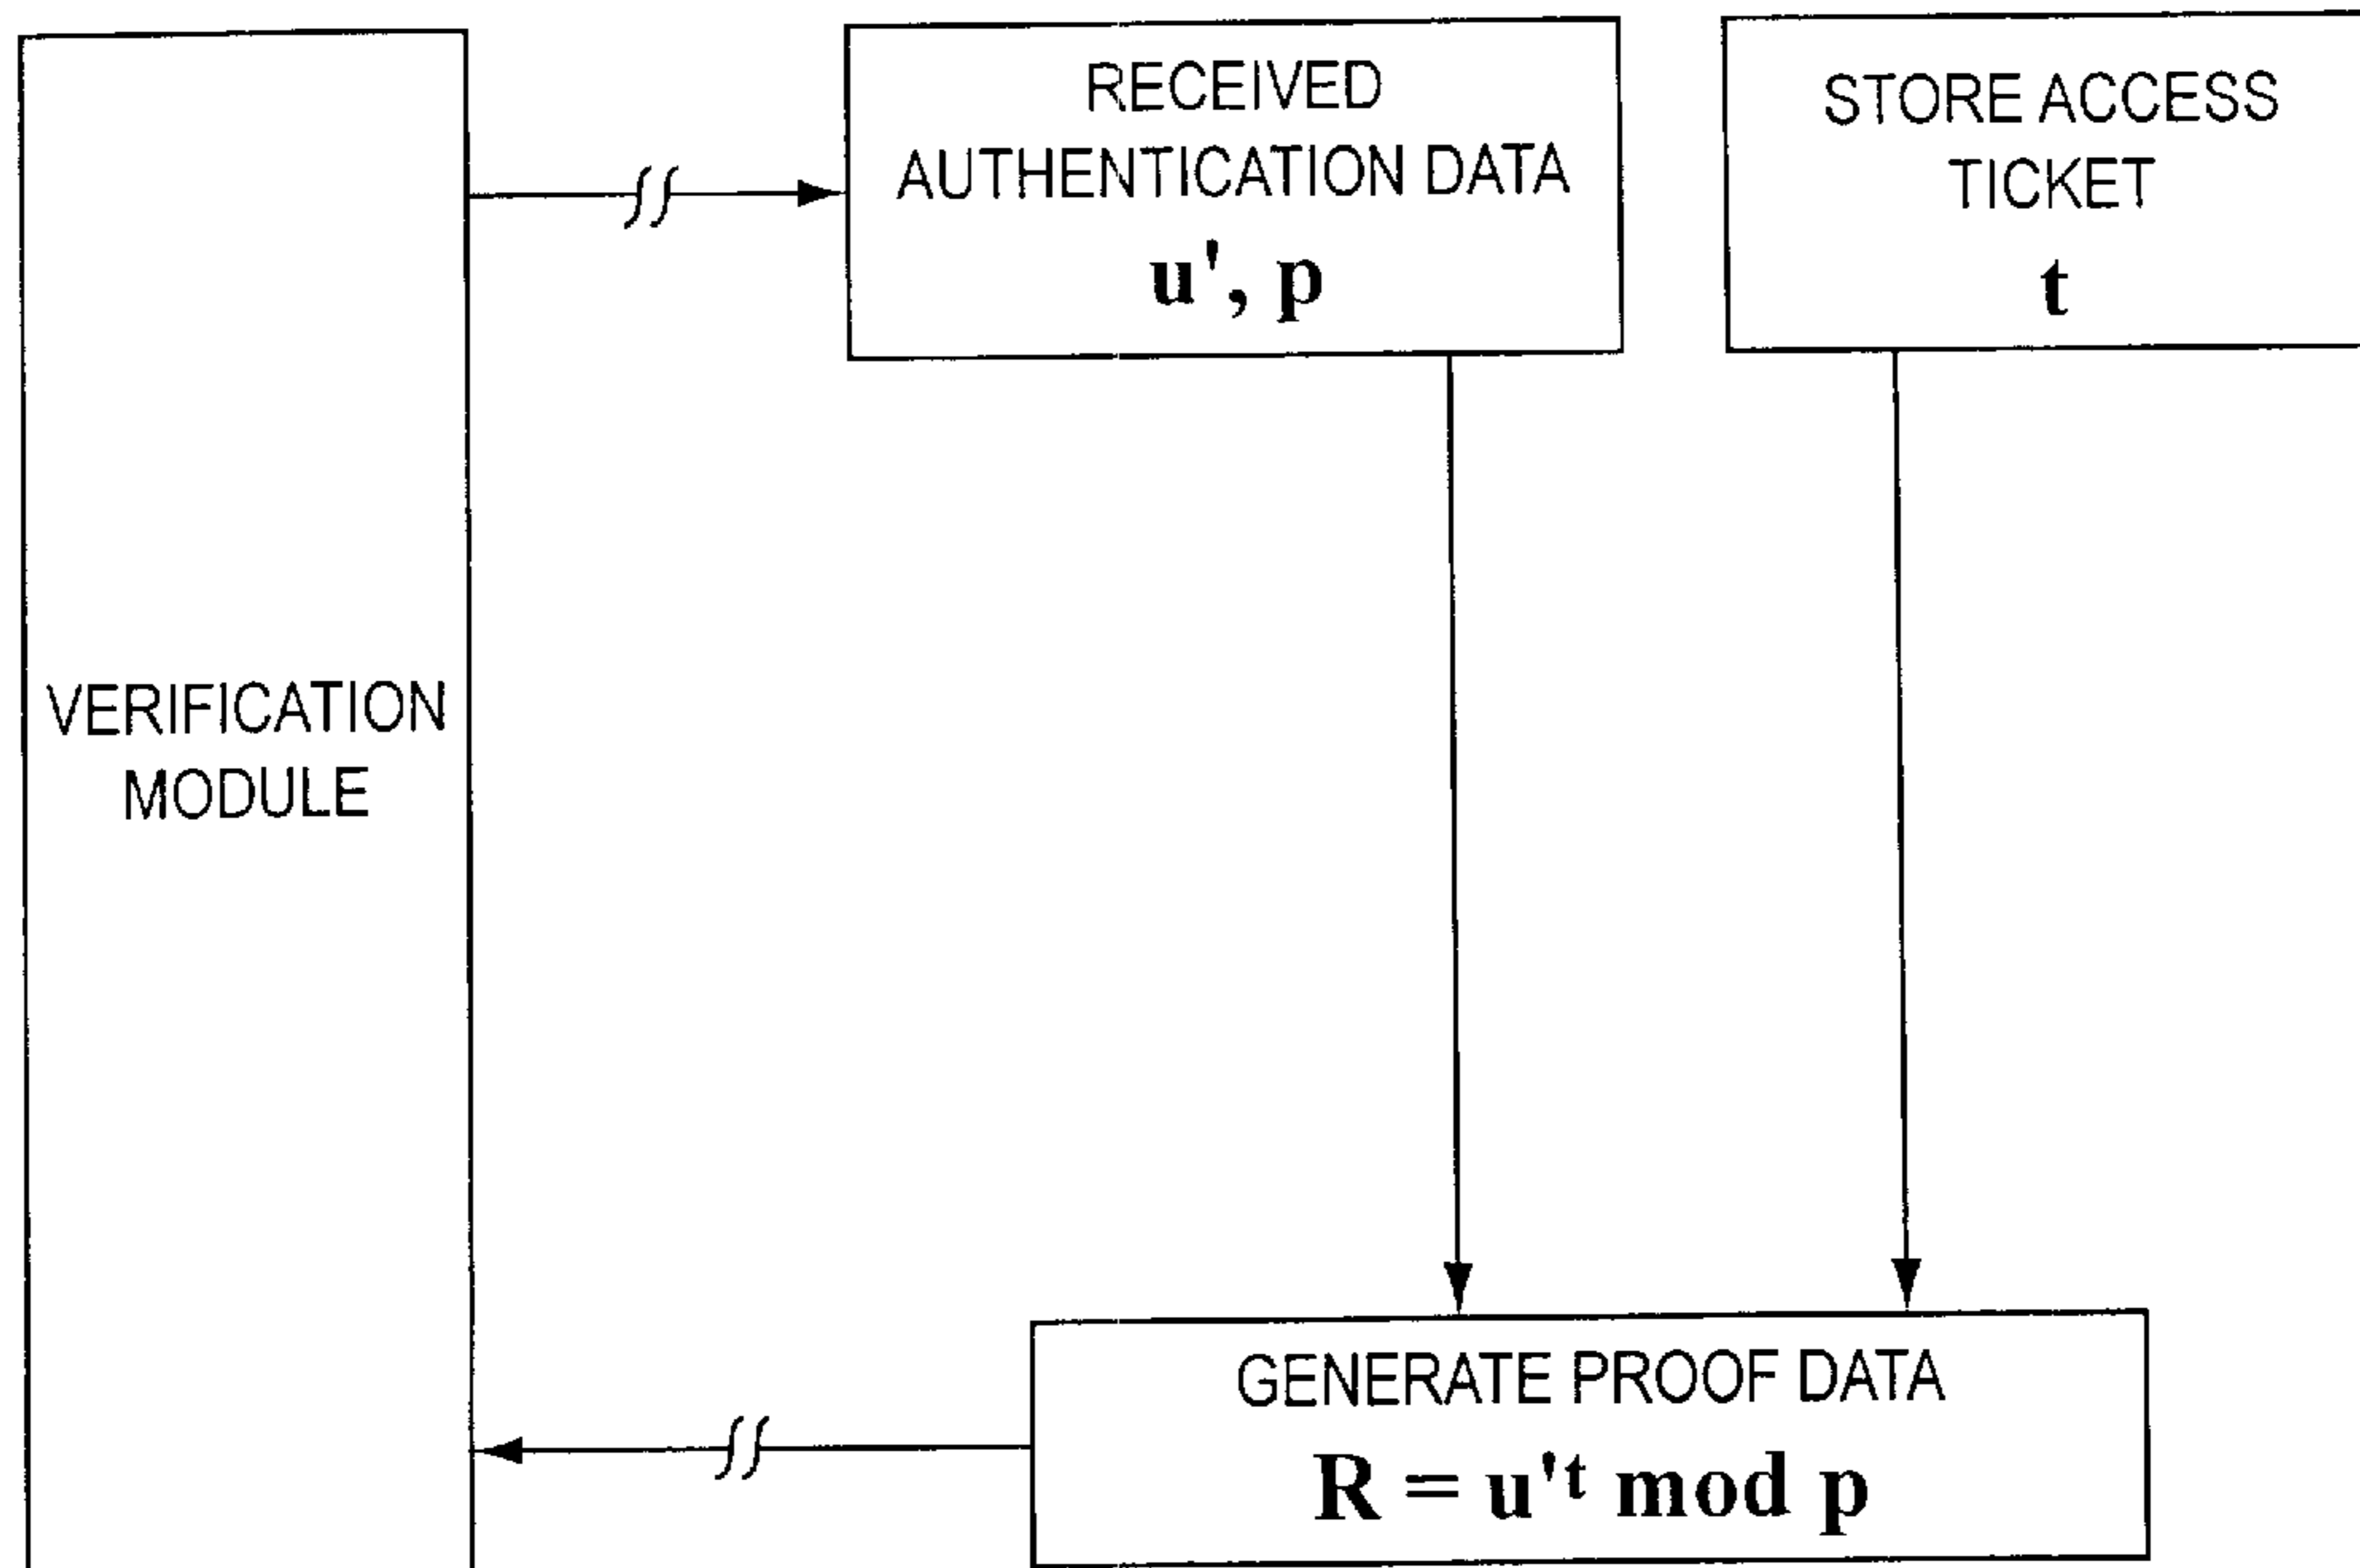 RECEIVED
AUTHENTICATION DATA
u', p
STORE ACCESS
TICKET
t
VERIFICATION
MODULE
GENERATE PROOF DATA
R = u'ᵗ mod p